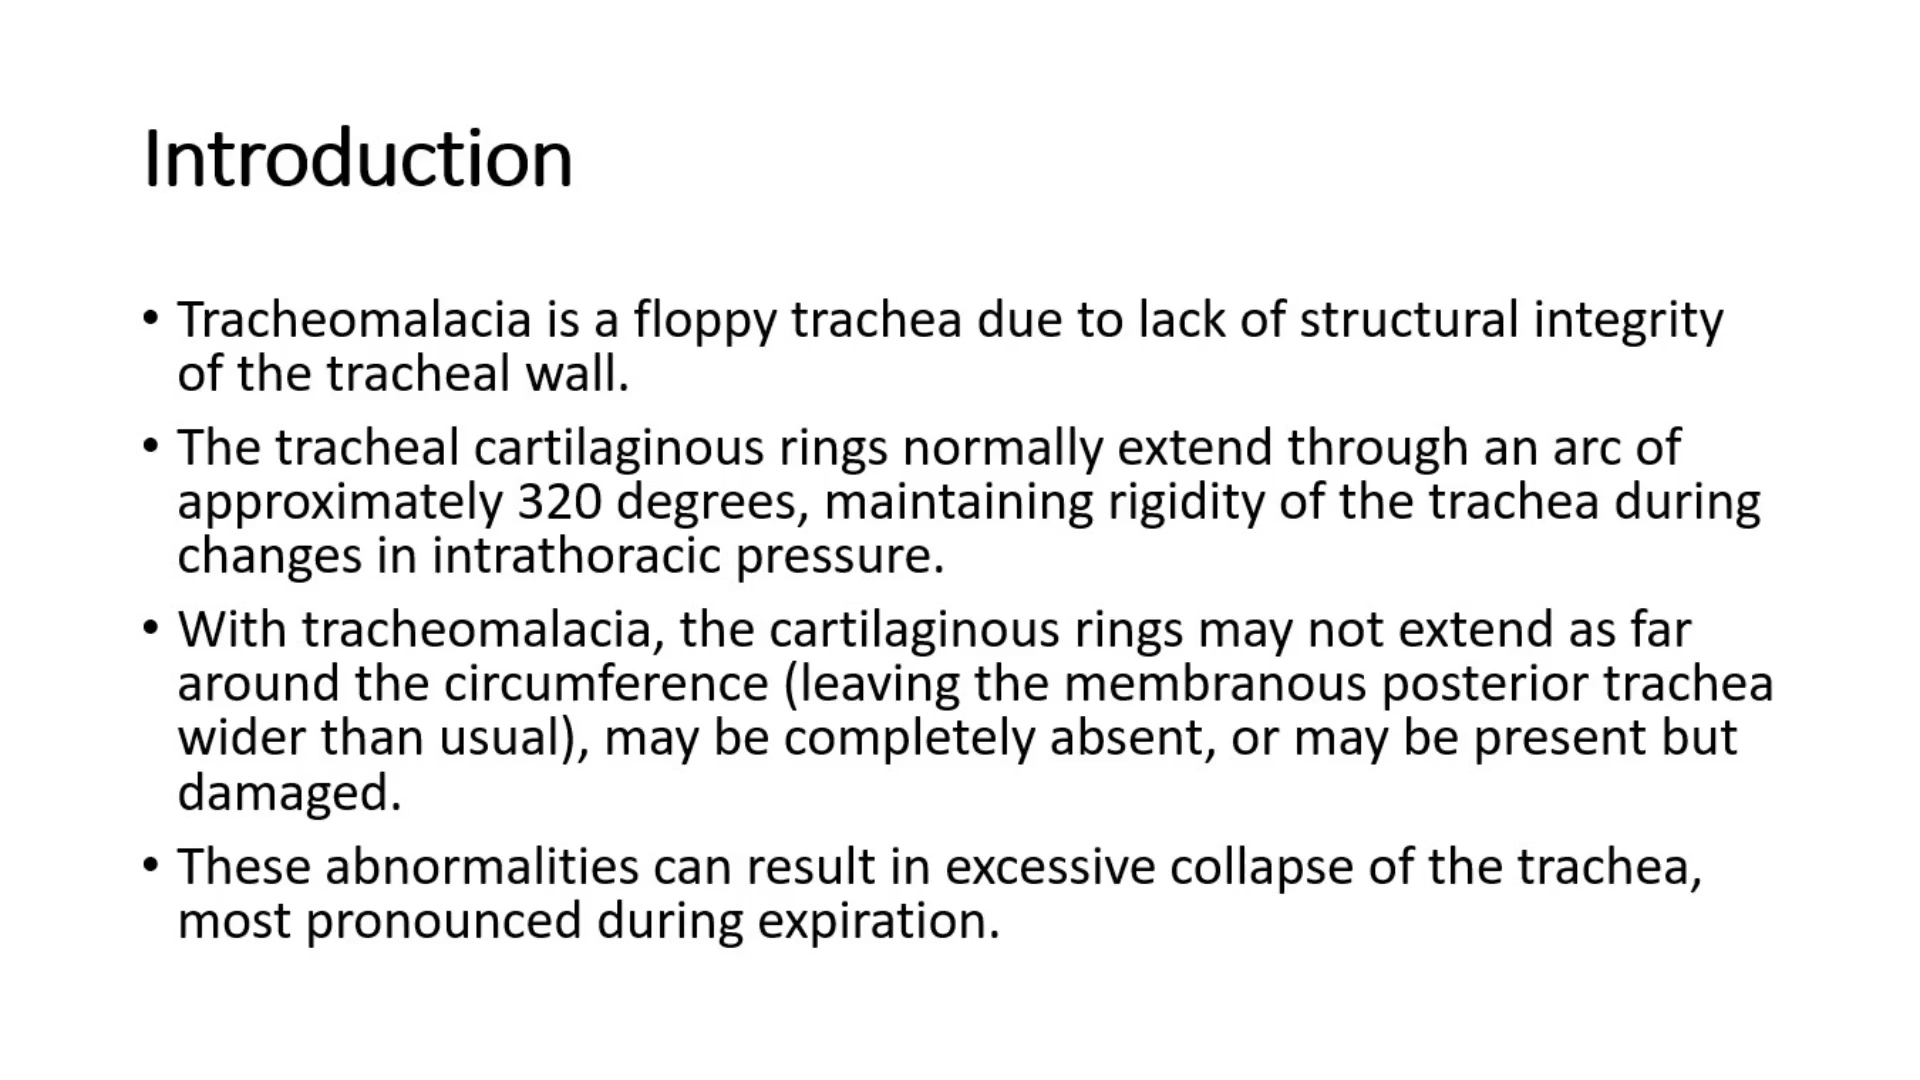 Introduction
• Tracheomalacia is a floppy trachea due to lack of structural integrity
of the tracheal wall.
• The tracheal cartilaginous rings normally extend through an arc of
approximately 320 degrees, maintaining rigidity of the trachea during
changes in intrathoracic pressure.
• With tracheomalacia, the cartilaginous rings may not extend as far
around the circumference (leaving the membranous posterior trachea
wider than usual), may be completely absent, or may be present but
damaged.
• These abnormalities can result in excessive collapse of the trachea,
most pronounced during expiration.